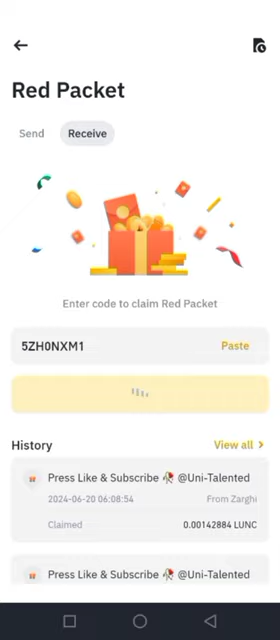 Red Packet
Send
Receive
Enter code to claim Red Packet
5ZH0NXM1
Paste
History
View all
Press Like & Subscribe 🥀 @Uni-Talented
2024-06-20 06:08:54
From Zarghi
Claimed
0.00142884 LUNC
Press Like & Subscribe 🥀 @Uni-Talented